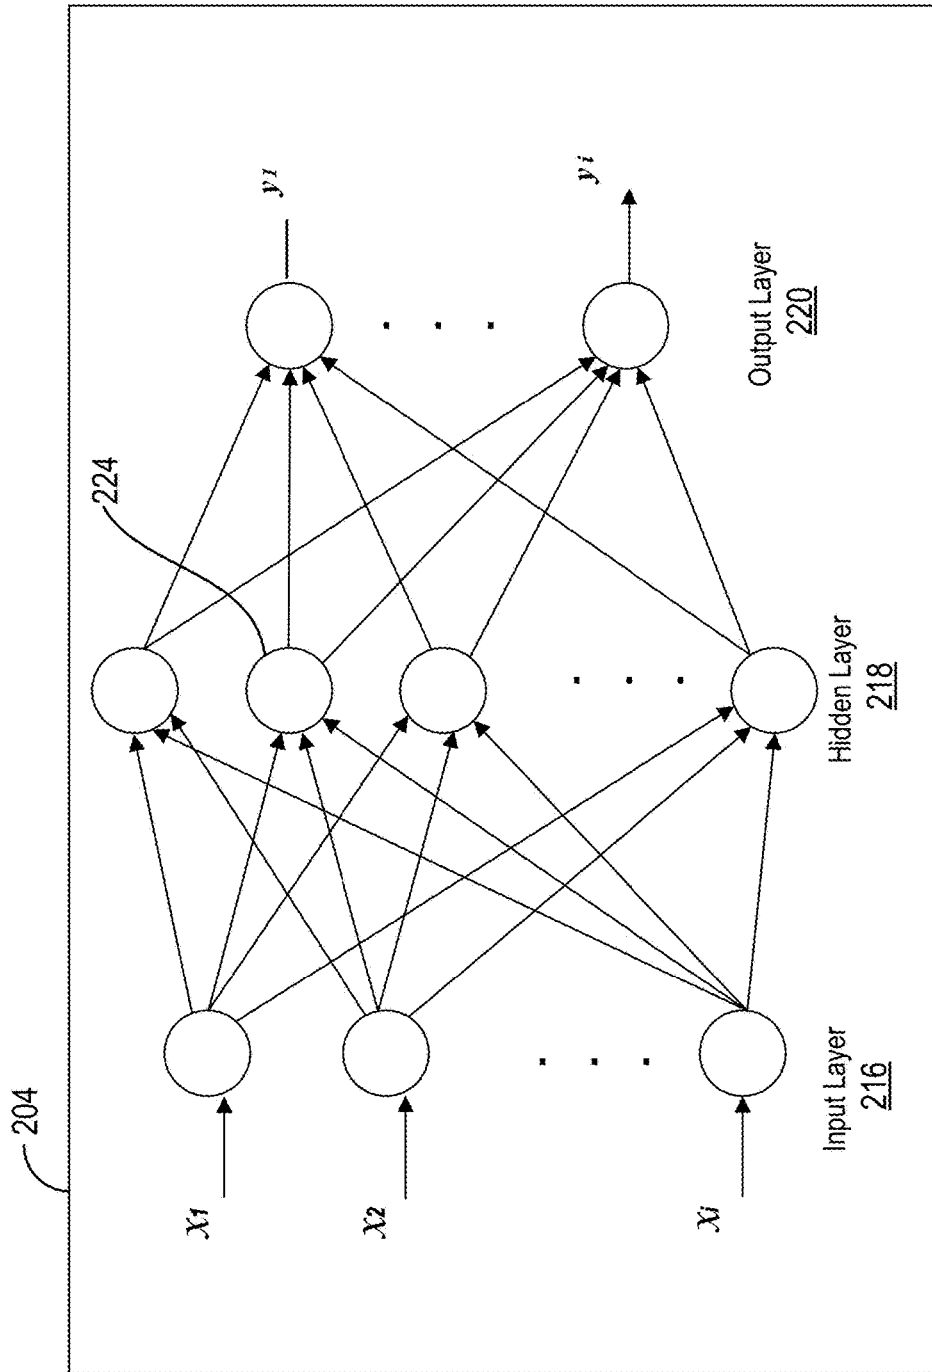 204
x1
x2
xi
Input Layer
216
224
Hidden Layer
218
y1
yi
Output Layer
220